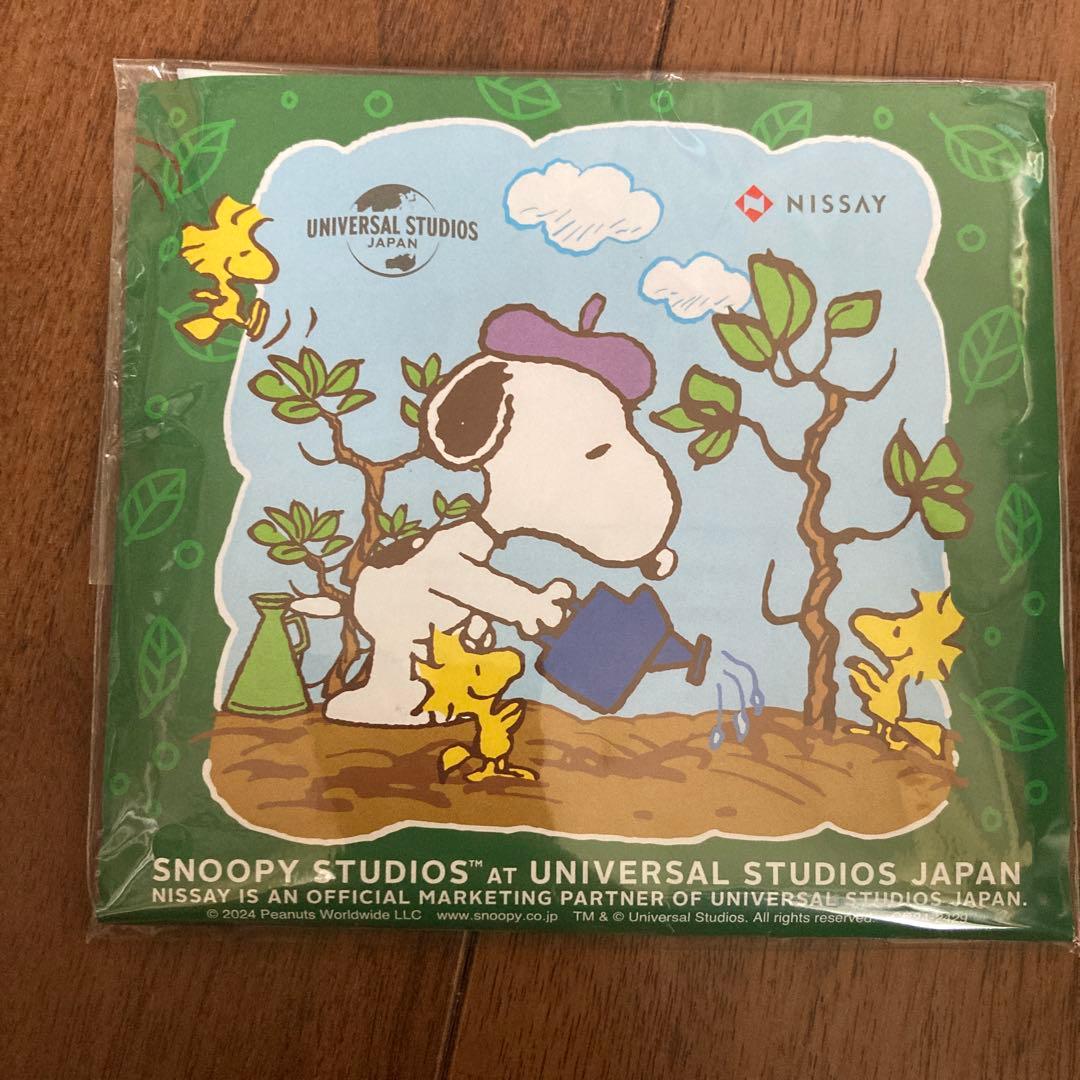 UNIVERSAL STUDIOS
JAPAN
NISSAY
SNOOPY STUDIOS™ AT UNIVERSAL STUDIOS JAPAN
NISSAY IS AN OFFICIAL MARKETING PARTNER OF UNIVERSAL STUDIOS JAPAN.
© 2024 Peanuts Worldwide LLC www.snoopy.co.jp TM & © Universal Studios. All rights reserved.